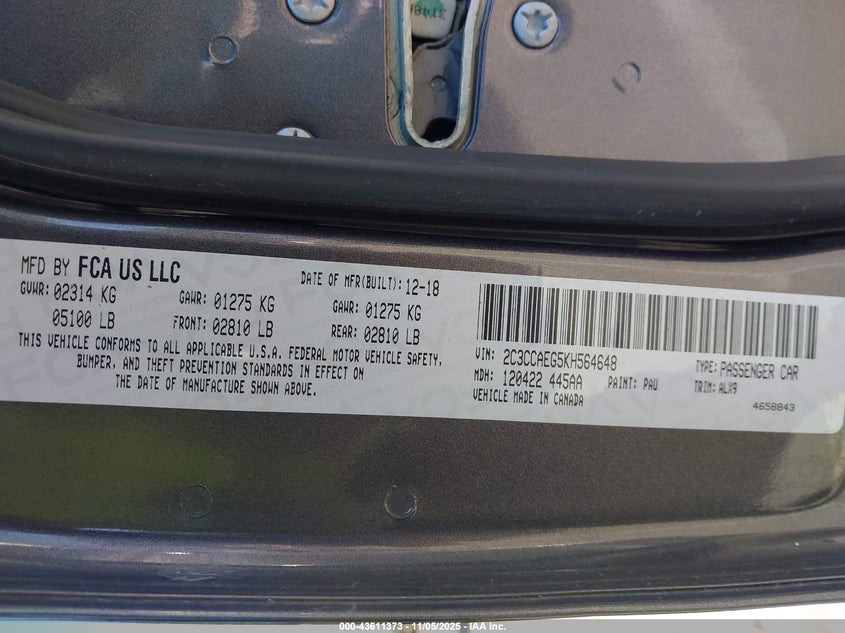 MFD BY FCA US LLC
DATE OF MFR(BUILT): 12-18
GVWR: 02314 KG GAWR: 01275 KG GAWR: 01275 KG
05100 LB FRONT: 02810 LB REAR: 02810 LB
THIS VEHICLE CONFORMS TO ALL APPLICABLE U.S.A. FEDERAL MOTOR VEHICLE SAFETY,
BUMPER, AND THEFT PREVENTION STANDARDS IN EFFECT ON
THE DATE OF MANUFACTURE SHOWN ABOVE.
VIN: 2C3CCAEG5KH564648 TYPE: PASSENGER CAR
MDH: 120422 445AA PAINT: PAU TRIM: ALX9
VEHICLE MADE IN CANADA 4658843
000-43611373 - 11/05/2025 - IAA Inc.